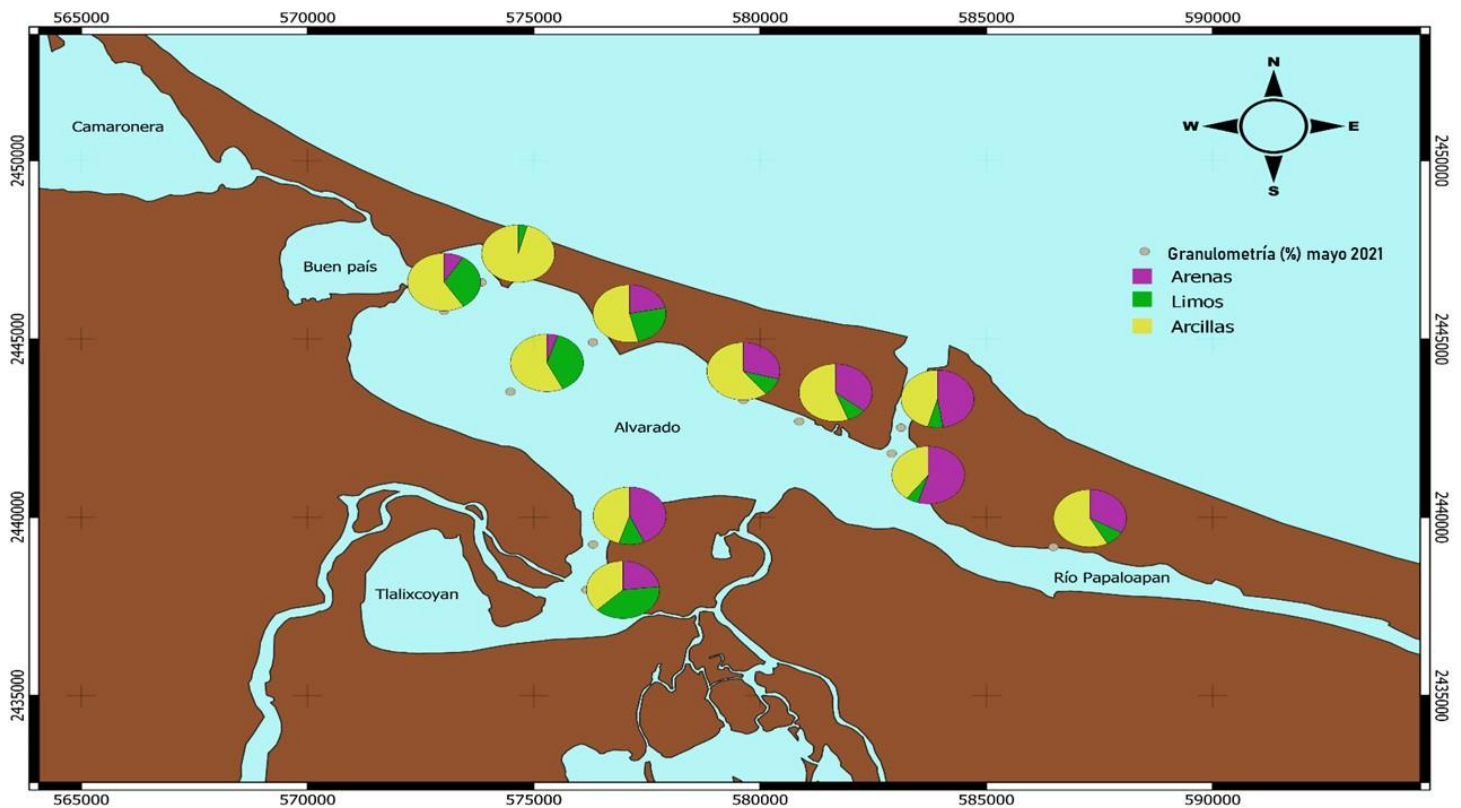 565000 570000 575000 580000 585000 590000
N
W E
S
Camaronera
2450000 2450000
Granulometría (%) mayo 2021
Arenas
Limos
Arcillas
Buen país
2445000 2445000
Alvarado
2440000 2440000
Tlalixcoyan
Río Papaloapan
2435000 2435000
565000 570000 575000 580000 585000 590000